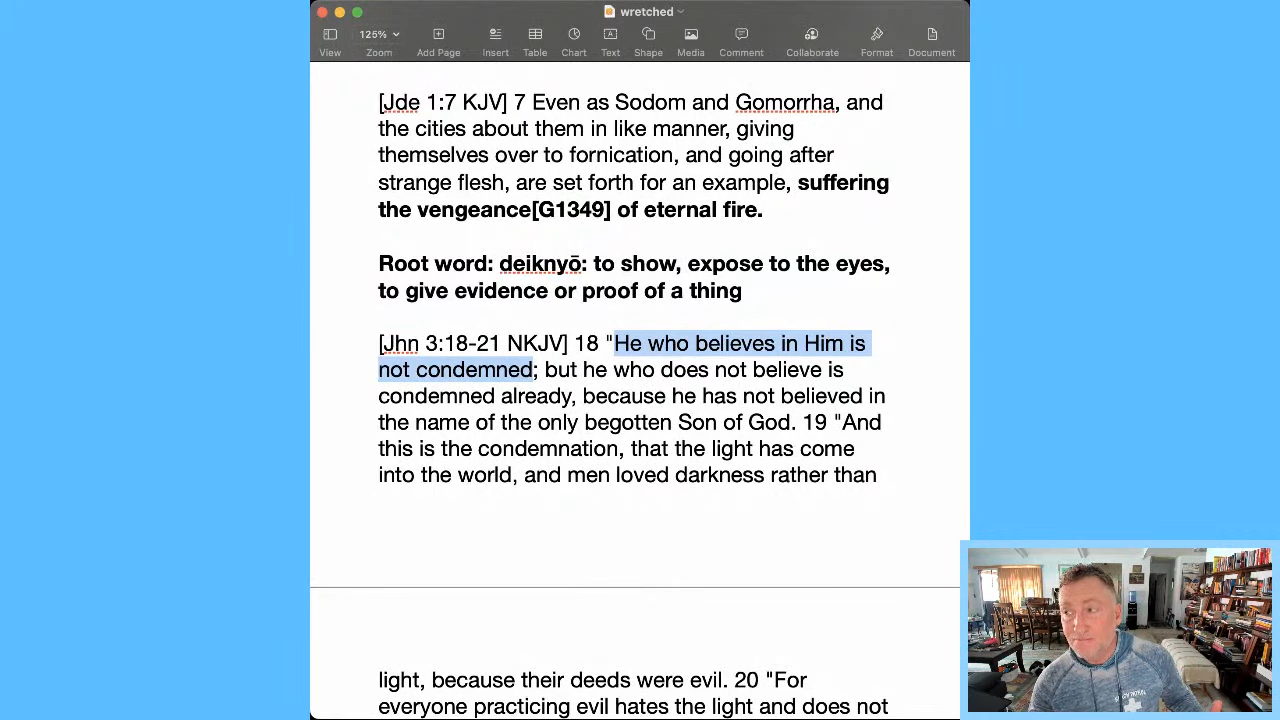 wretched
125%
View
Zoom
Add Page
Insert
Table
Chart
Text
Shape
Media
Comment
Collaborate
Format
Document
[Jde 1:7 KJV] 7 Even as Sodom and Gomorrha, and
the cities about them in like manner, giving
themselves over to fornication, and going after
strange flesh, are set forth for an example, suffering
the vengeance[G1349] of eternal fire.
Root word: deiknyō: to show, expose to the eyes,
to give evidence or proof of a thing
[Jhn 3:18-21 NKJV] 18 "He who believes in Him is
not condemned; but he who does not believe is
condemned already, because he has not believed in
the name of the only begotten Son of God. 19 "And
this is the condemnation, that the light has come
into the world, and men loved darkness rather than
light, because their deeds were evil. 20 "For
everyone practicing evil hates the light and does not